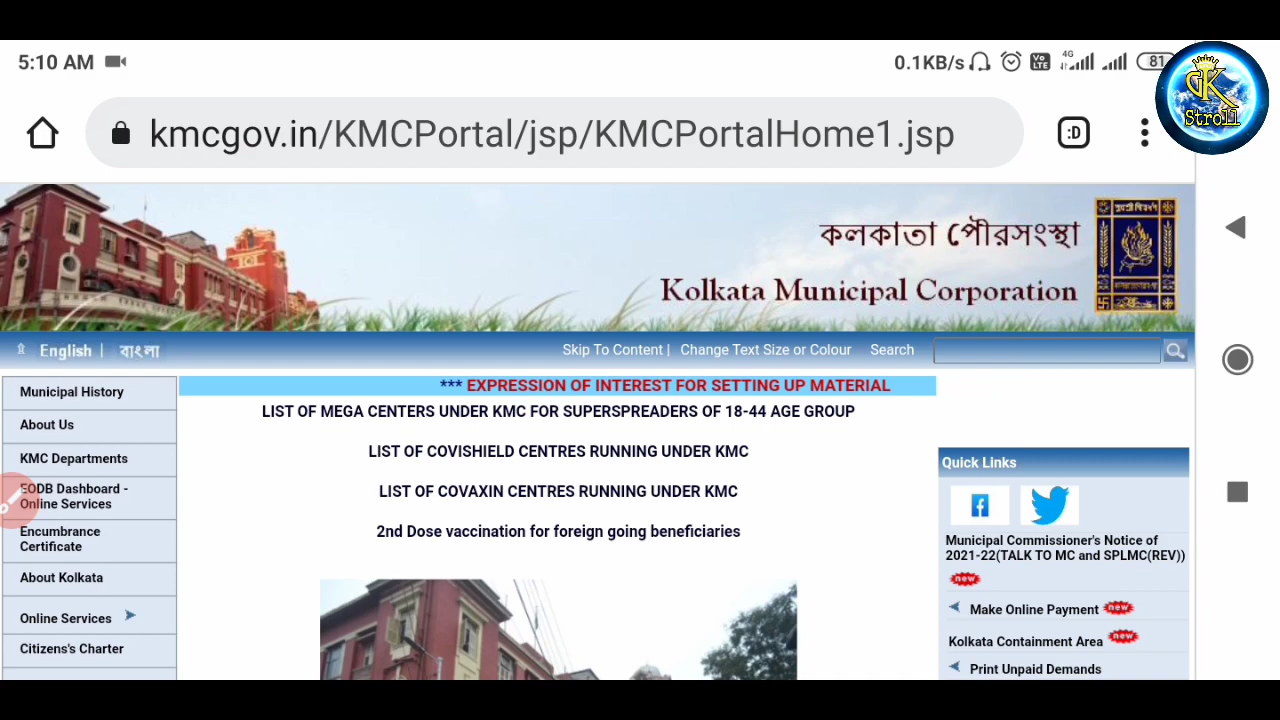 5:10 AM
0.1KB/s
Vo
LTE
4G
81
GK
Stroll
kmcgov.in/KMCPortal/jsp/KMCPortalHome1.jsp
:D
কলকাতা পৌরসংস্থা
Kolkata Municipal Corporation
English |
বাংলা
Skip To Content |
Change Text Size or Colour
Search
Municipal History
About Us
KMC Departments
EODB Dashboard -
Online Services
Encumbrance
Certificate
About Kolkata
Online Services
Citizens's Charter
*** EXPRESSION OF INTEREST FOR SETTING UP MATERIAL
LIST OF MEGA CENTERS UNDER KMC FOR SUPERSPREADERS OF 18-44 AGE GROUP
LIST OF COVISHIELD CENTRES RUNNING UNDER KMC
LIST OF COVAXIN CENTRES RUNNING UNDER KMC
2nd Dose vaccination for foreign going beneficiaries
Quick Links
Municipal Commissioner's Notice of
2021-22(TALK TO MC and SPLMC(REV))
new
Make Online Payment new
Kolkata Containment Area new
Print Unpaid Demands